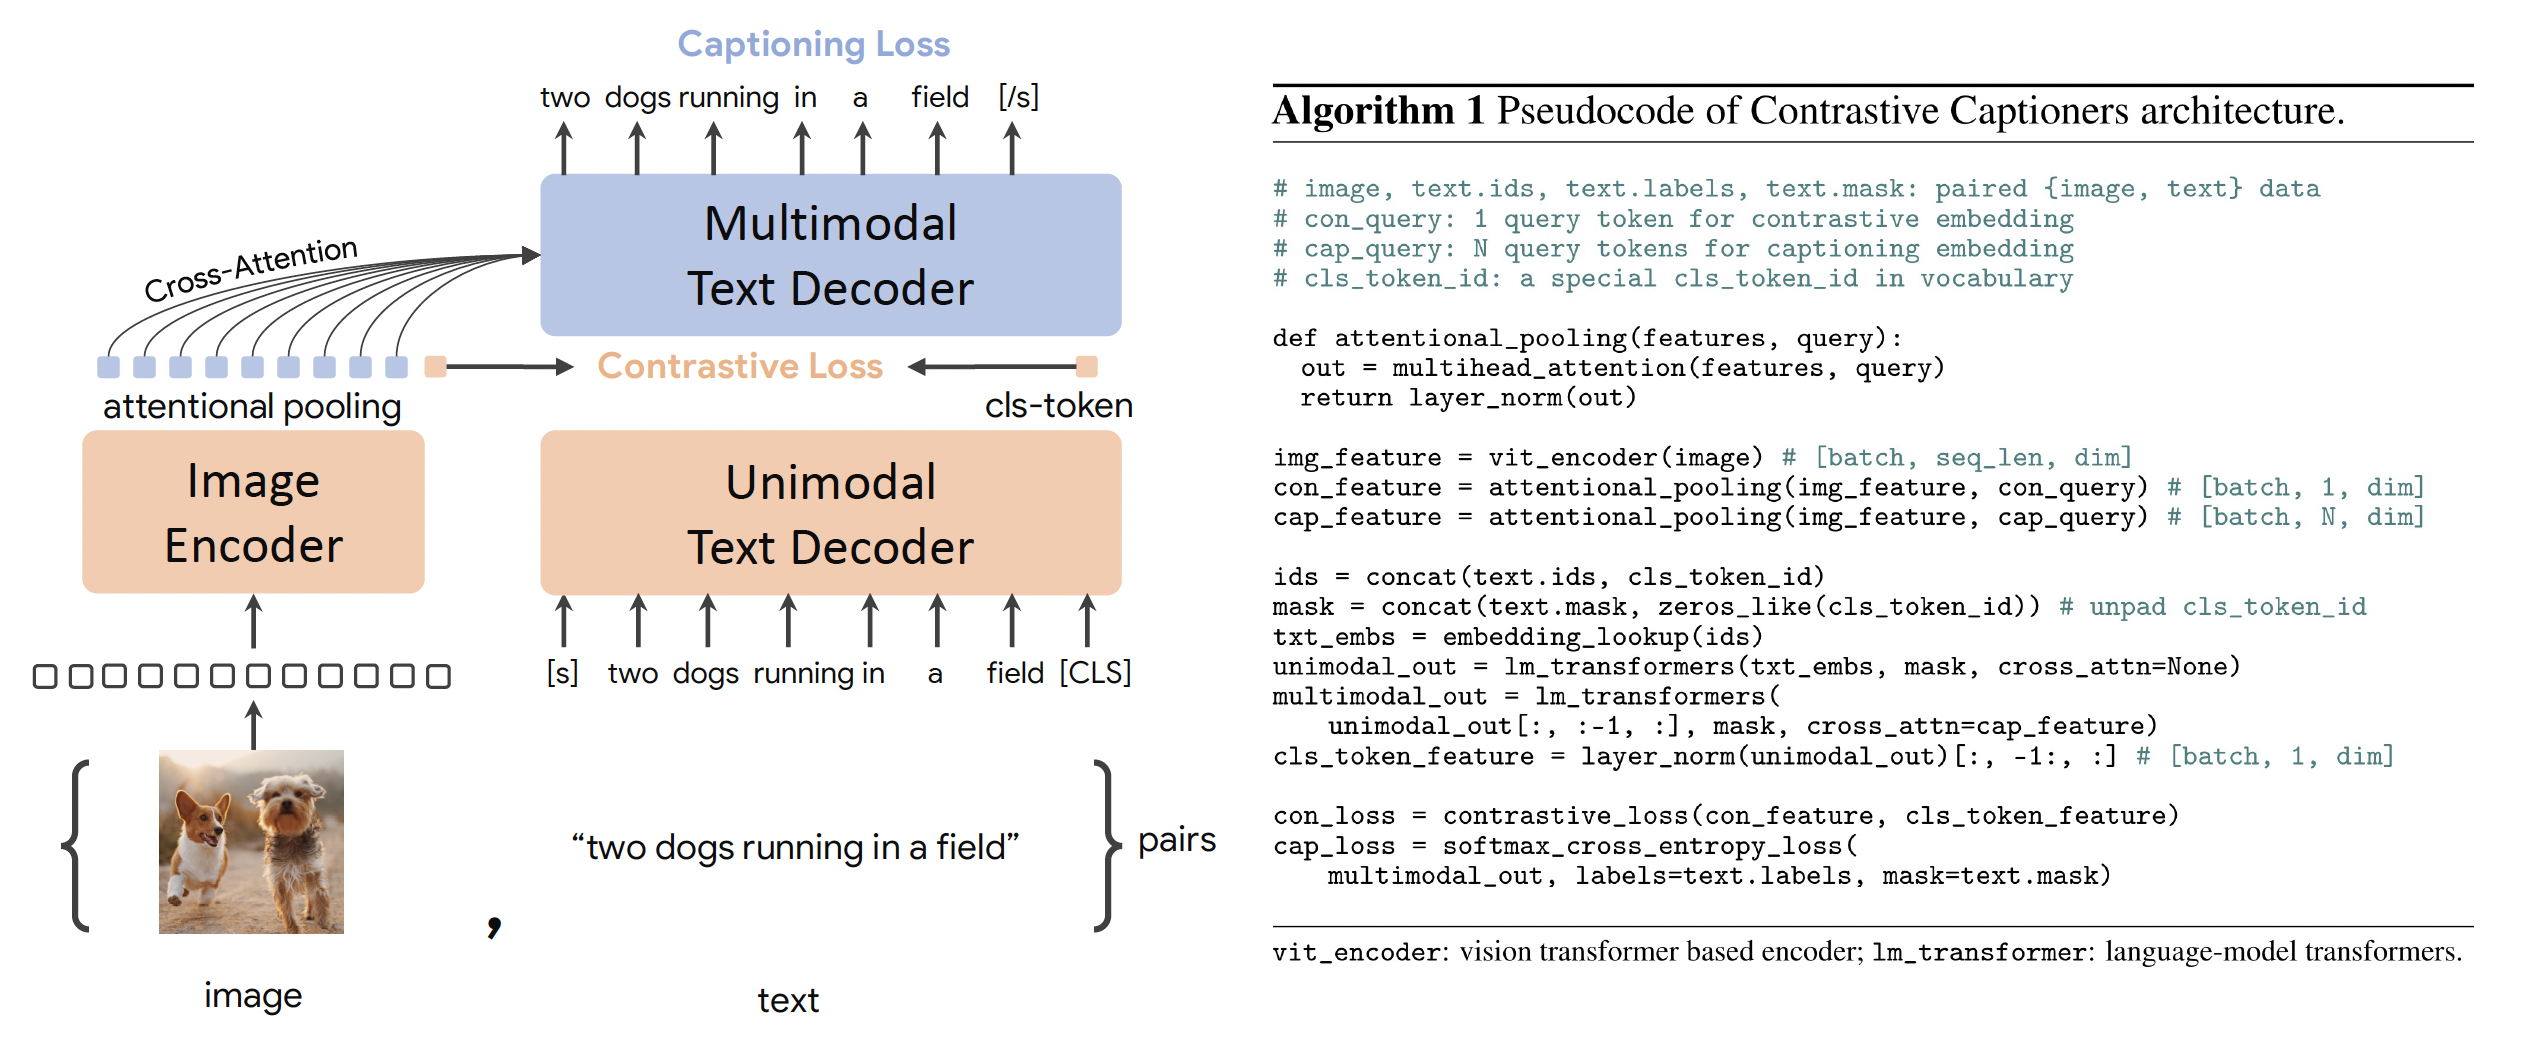 Captioning Loss
two dogs running in a field [/s]
Multimodal
Text Decoder
Cross-Attention
Contrastive Loss
attentional pooling
cls-token
Image
Encoder
Unimodal
Text Decoder
[s] two dogs running in a field [CLS]
“two dogs running in a field”
pairs
,
image
text
Algorithm 1 Pseudocode of Contrastive Captioners architecture.
# image, text.ids, text.labels, text.mask: paired {image, text} data
# con_query: 1 query token for contrastive embedding
# cap_query: N query tokens for captioning embedding
# cls_token_id: a special cls_token_id in vocabulary
def attentional_pooling(features, query):
  out = multihead_attention(features, query)
  return layer_norm(out)
img_feature = vit_encoder(image) # [batch, seq_len, dim]
con_feature = attentional_pooling(img_feature, con_query) # [batch, 1, dim]
cap_feature = attentional_pooling(img_feature, cap_query) # [batch, N, dim]
ids = concat(text.ids, cls_token_id)
mask = concat(text.mask, zeros_like(cls_token_id)) # unpad cls_token_id
txt_embs = embedding_lookup(ids)
unimodal_out = lm_transformers(txt_embs, mask, cross_attn=None)
multimodal_out = lm_transformers(
    unimodal_out[:, :-1, :], mask, cross_attn=cap_feature)
cls_token_feature = layer_norm(unimodal_out)[:, -1:, :] # [batch, 1, dim]
con_loss = contrastive_loss(con_feature, cls_token_feature)
cap_loss = softmax_cross_entropy_loss(
    multimodal_out, labels=text.labels, mask=text.mask)
vit_encoder: vision transformer based encoder; lm_transformer: language-model transformers.